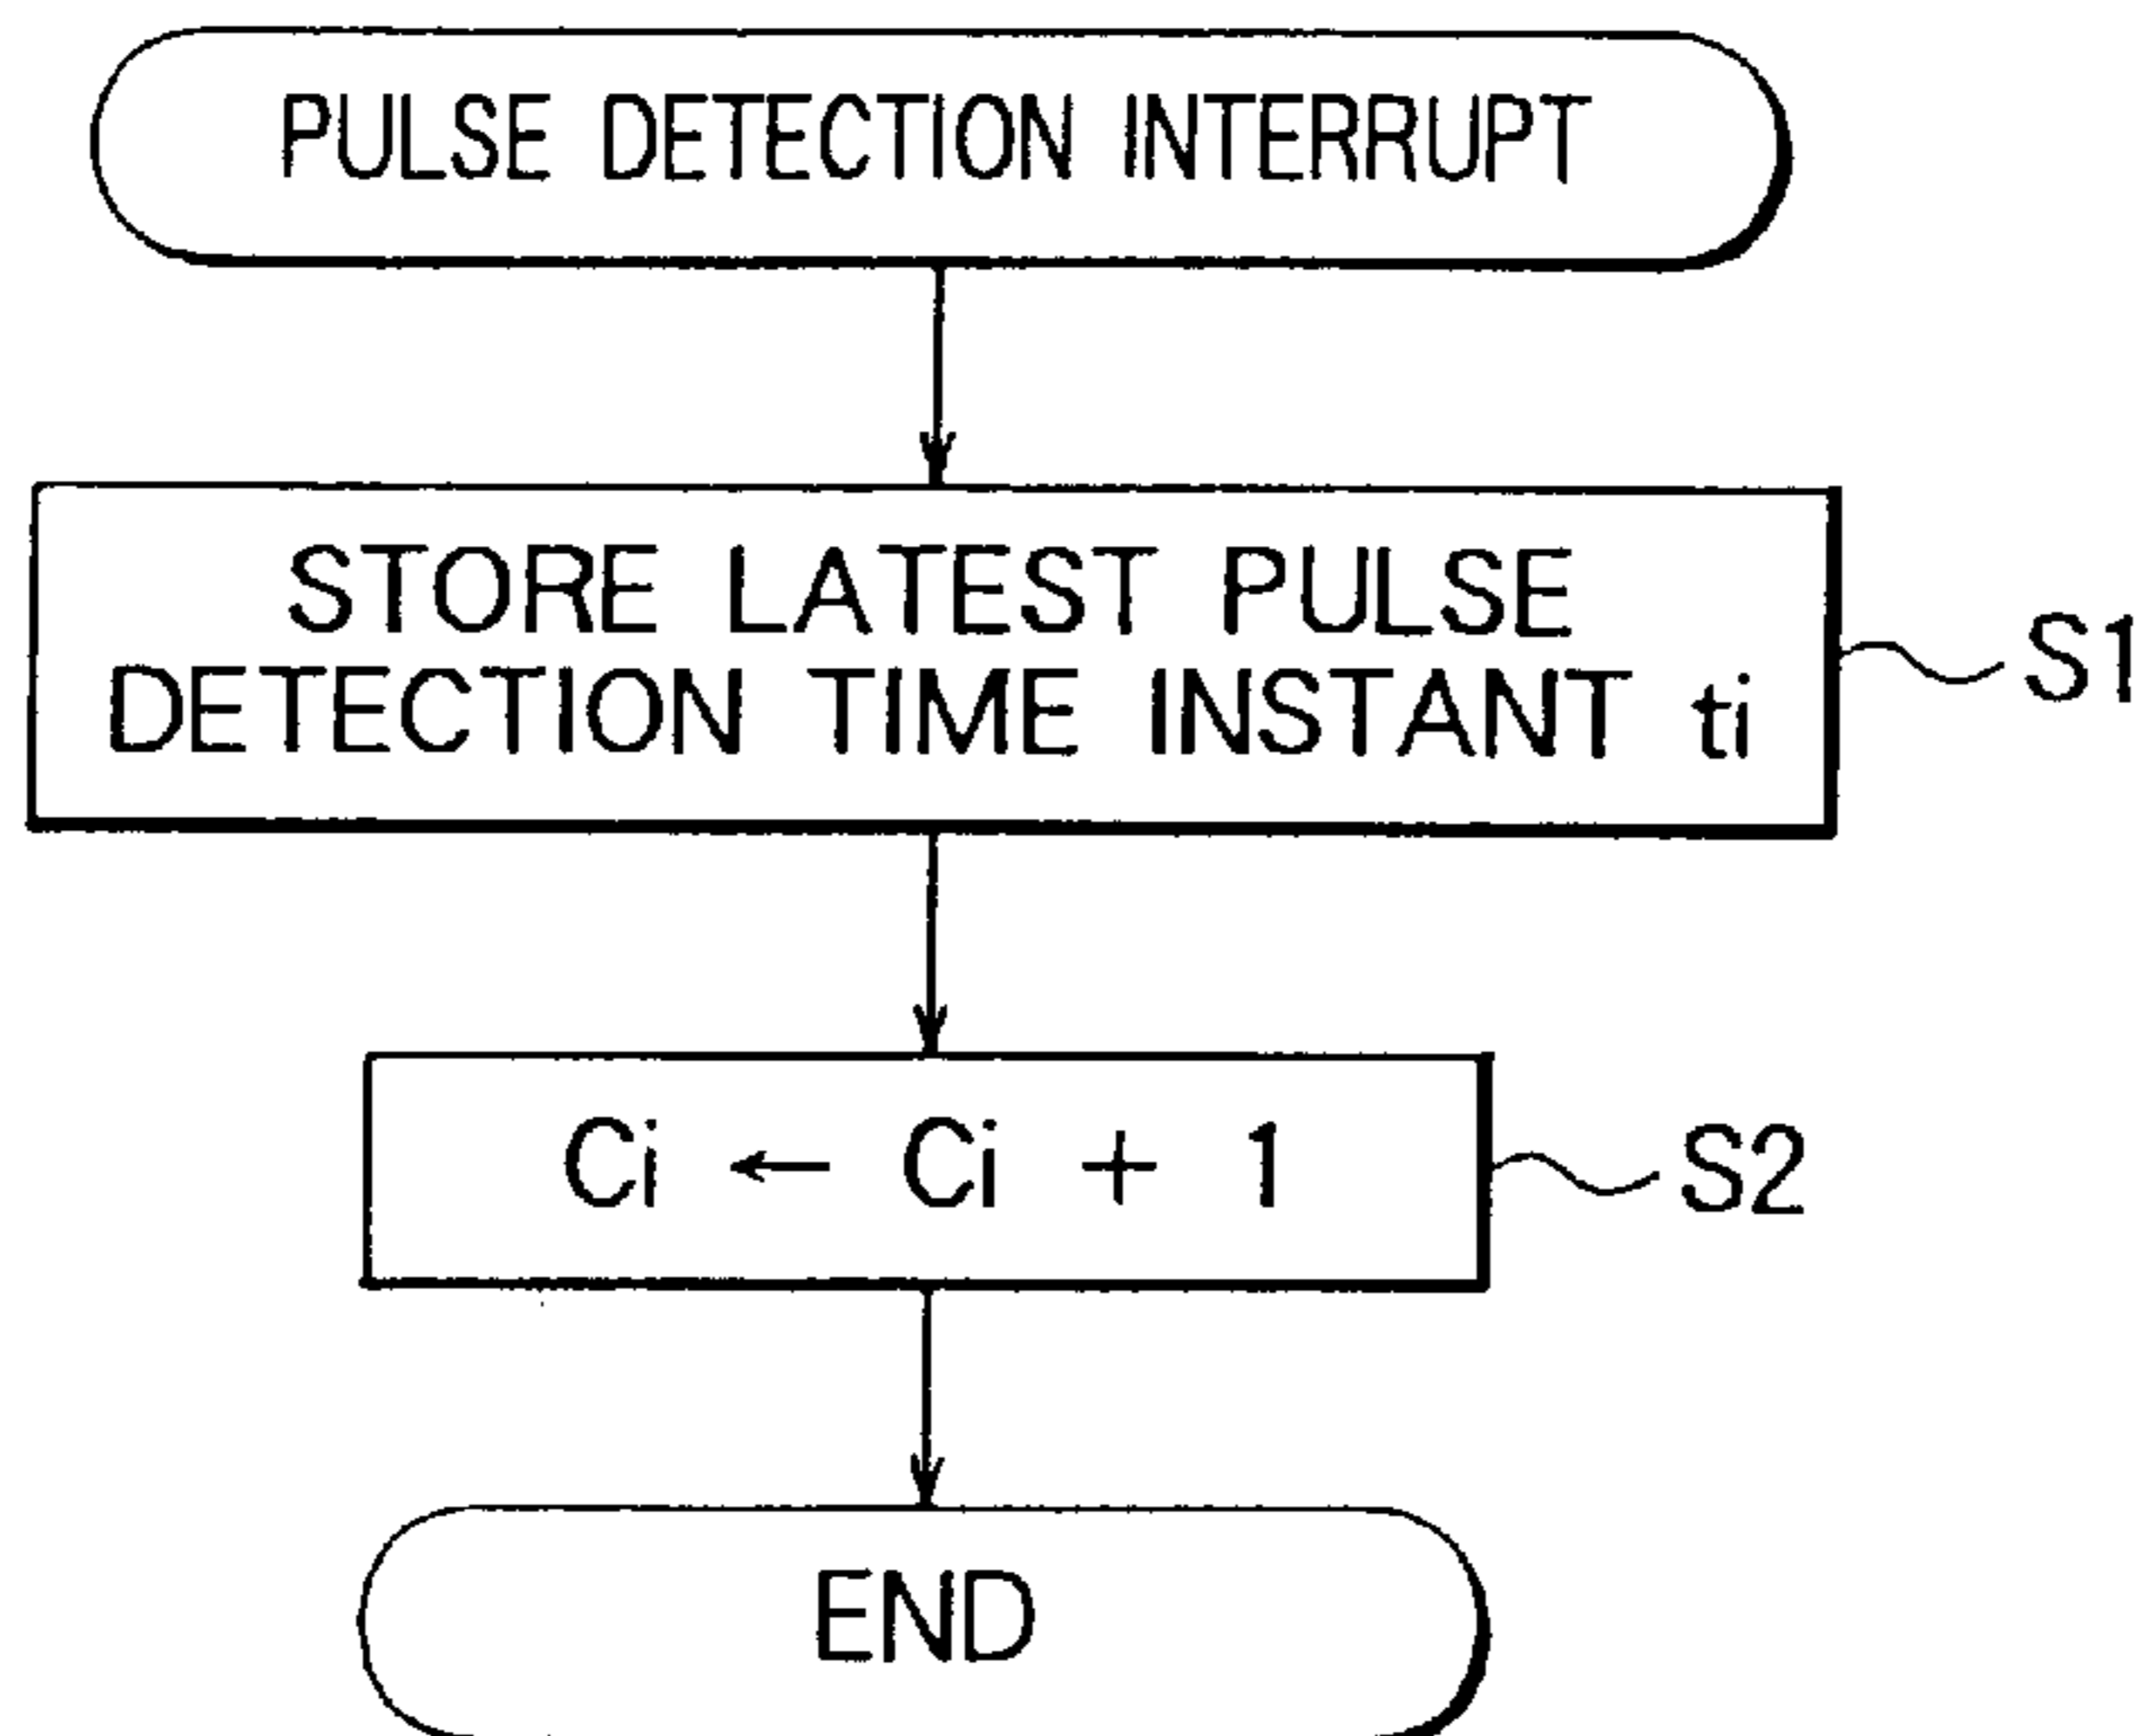 PULSE DETECTION INTERRUPT
STORE LATEST PULSE
DETECTION TIME INSTANT ti
S1
Ci ← Ci + 1
S2
END